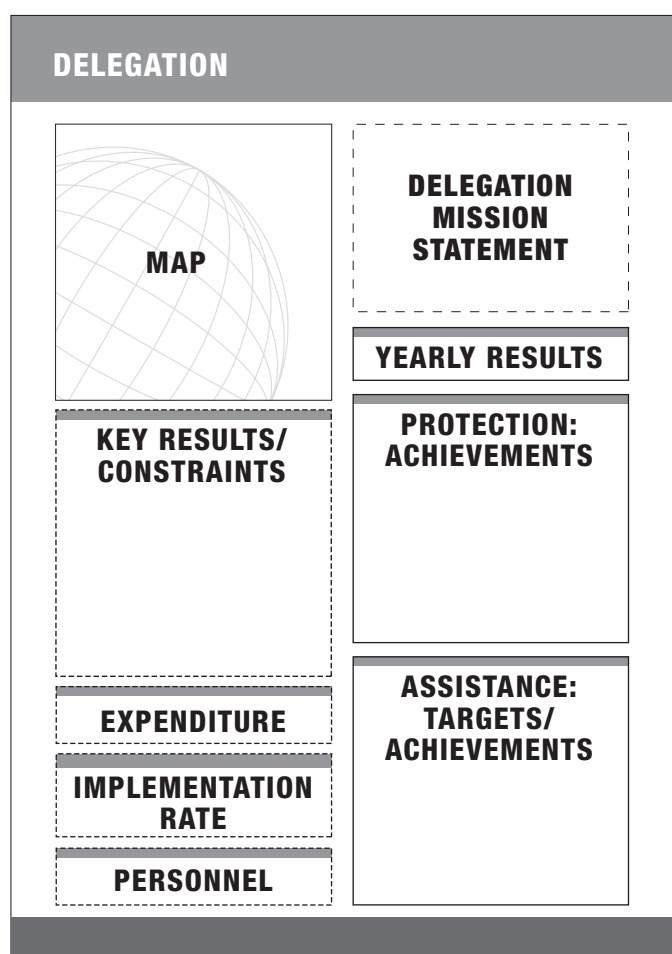 DELEGATION
MAP
DELEGATION
MISSION
STATEMENT
YEARLY RESULTS
KEY RESULTS/
CONSTRAINTS
PROTECTION:
ACHIEVEMENTS
EXPENDITURE
IMPLEMENTATION
RATE
PERSONNEL
ASSISTANCE:
TARGETS/
ACHIEVEMENTS